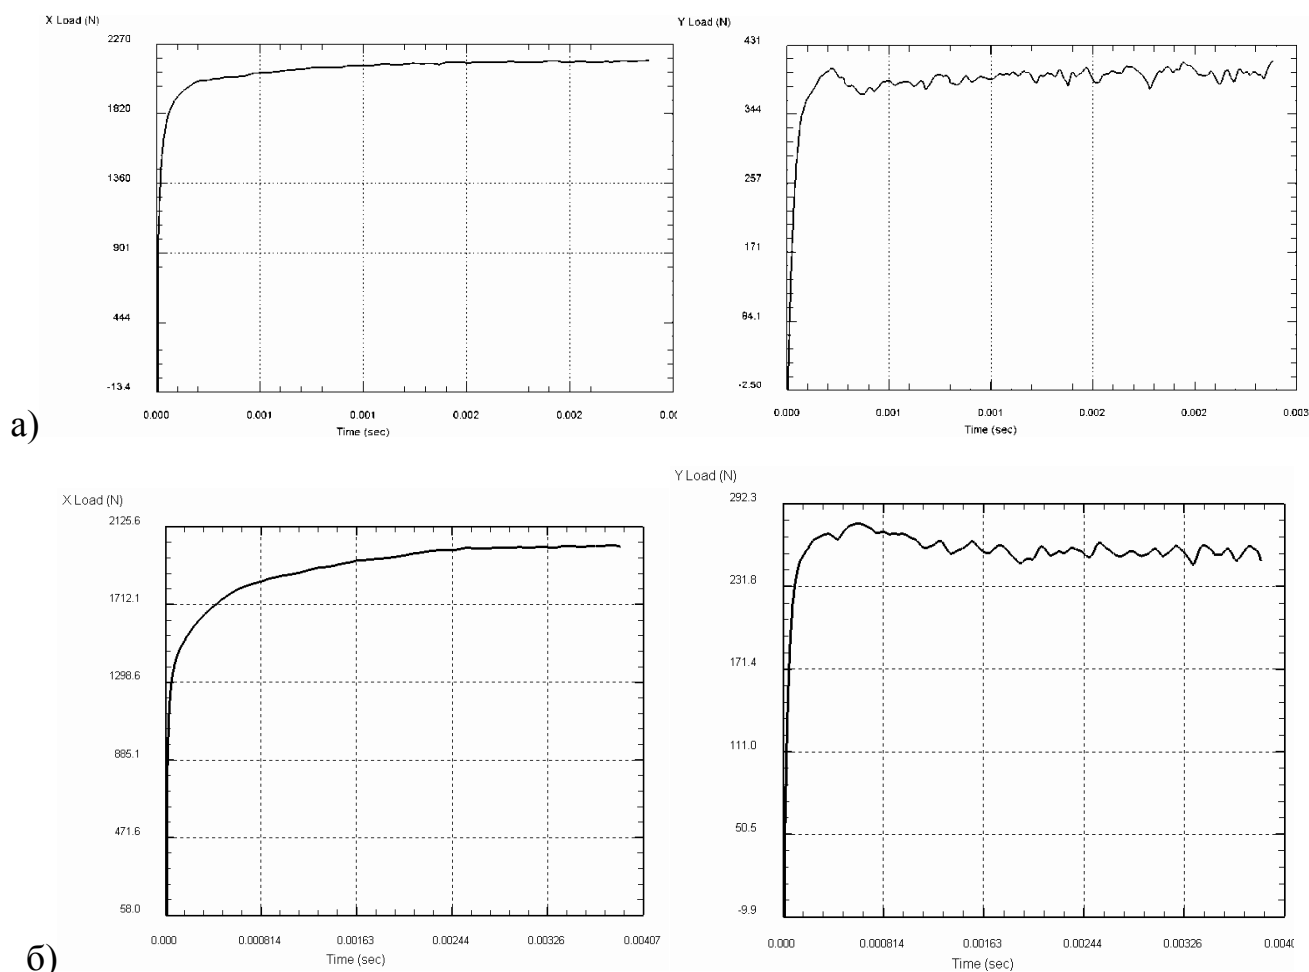 X Load (N)
2270
1820
1360
901
444
-13.4
0.000 0.001 0.001 0.002 0.002
Time (sec)
Y Load (N)
431
344
257
171
84.1
-2.50
0.000 0.001 0.001 0.002 0.002 0.003
Time (sec)
а)
X Load (N)
2125.6
1712.1
1298.6
885.1
471.6
58.0
0.000 0.000814 0.00163 0.00244 0.00326 0.00407
Time (sec)
Y Load (N)
292.3
231.8
171.4
111.0
50.5
-9.9
0.000 0.000814 0.00163 0.00244 0.00326
Time (sec)
б)